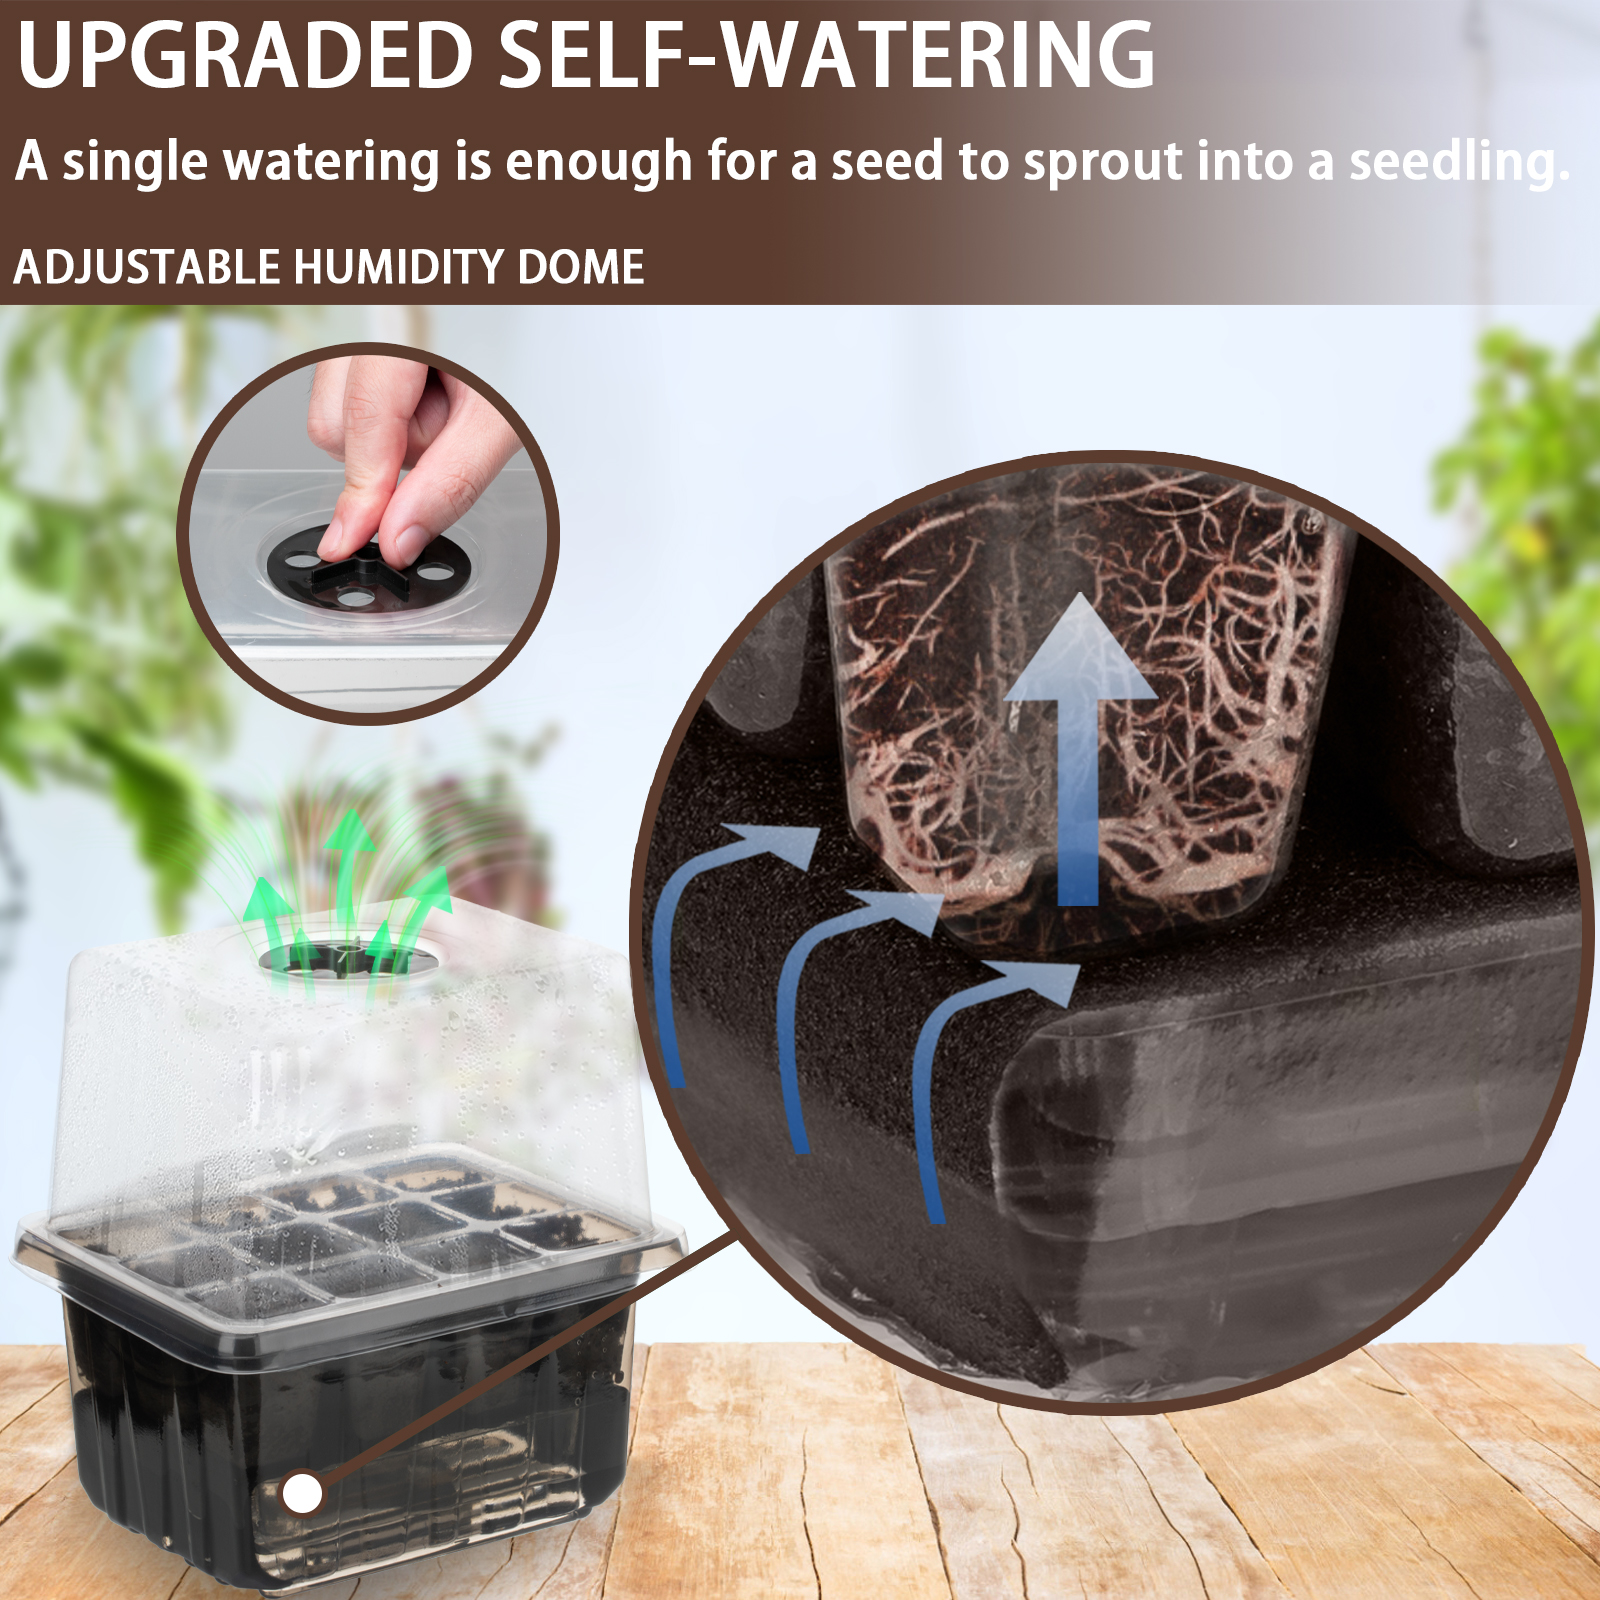 UPGRADED SELF-WATERING
A single watering is enough for a seed to sprout into a seedling.
ADJUSTABLE HUMIDITY DOME